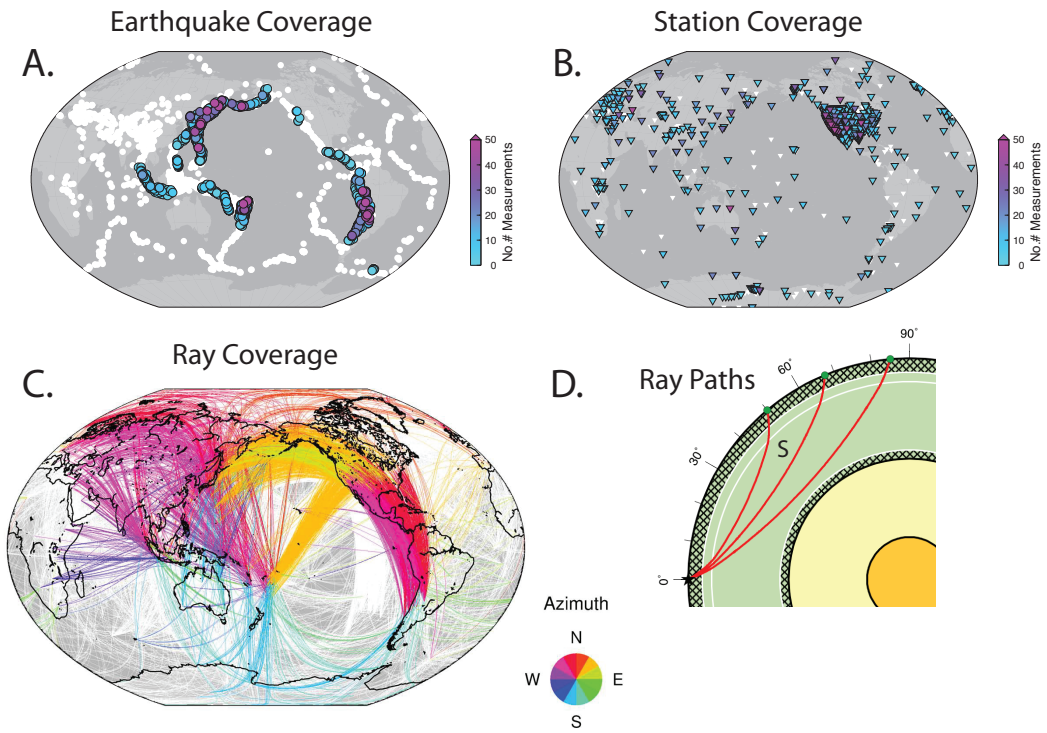 Earthquake Coverage
Station Coverage
A.
B.
50
40
30
20
10
0
No.# Measurements
50
40
30
20
10
0
No.# Measurements
Ray Coverage
C.
D.
Ray Paths
90°
60°
30°
0°
S
Azimuth
N
W
E
S